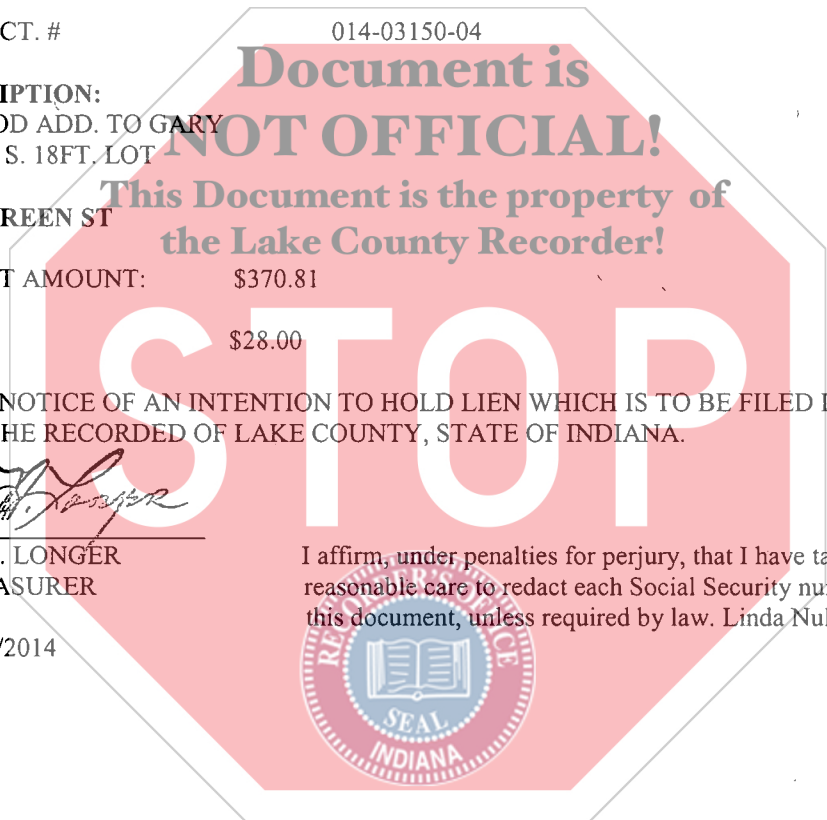 CT. # 014-03150-04
Document is
IPTION:
OD ADD. TO GARY
NOT OFFICIAL!
S. 18FT. LOT
This Document is the property of
REEN ST
the Lake County Recorder!
T AMOUNT: $370.81
$28.00
STOP
NOTICE OF AN INTENTION TO HOLD LIEN WHICH IS TO BE FILED
HE RECORDED OF LAKE COUNTY, STATE OF INDIANA.
. LONGER
I affirm, under penalties for perjury, that I have ta
ASURER
reasonable care to redact each Social Security nu
this document, unless required by law. Linda Nu
/2014
RECORDER'S OFFICE
SEAL
INDIANA